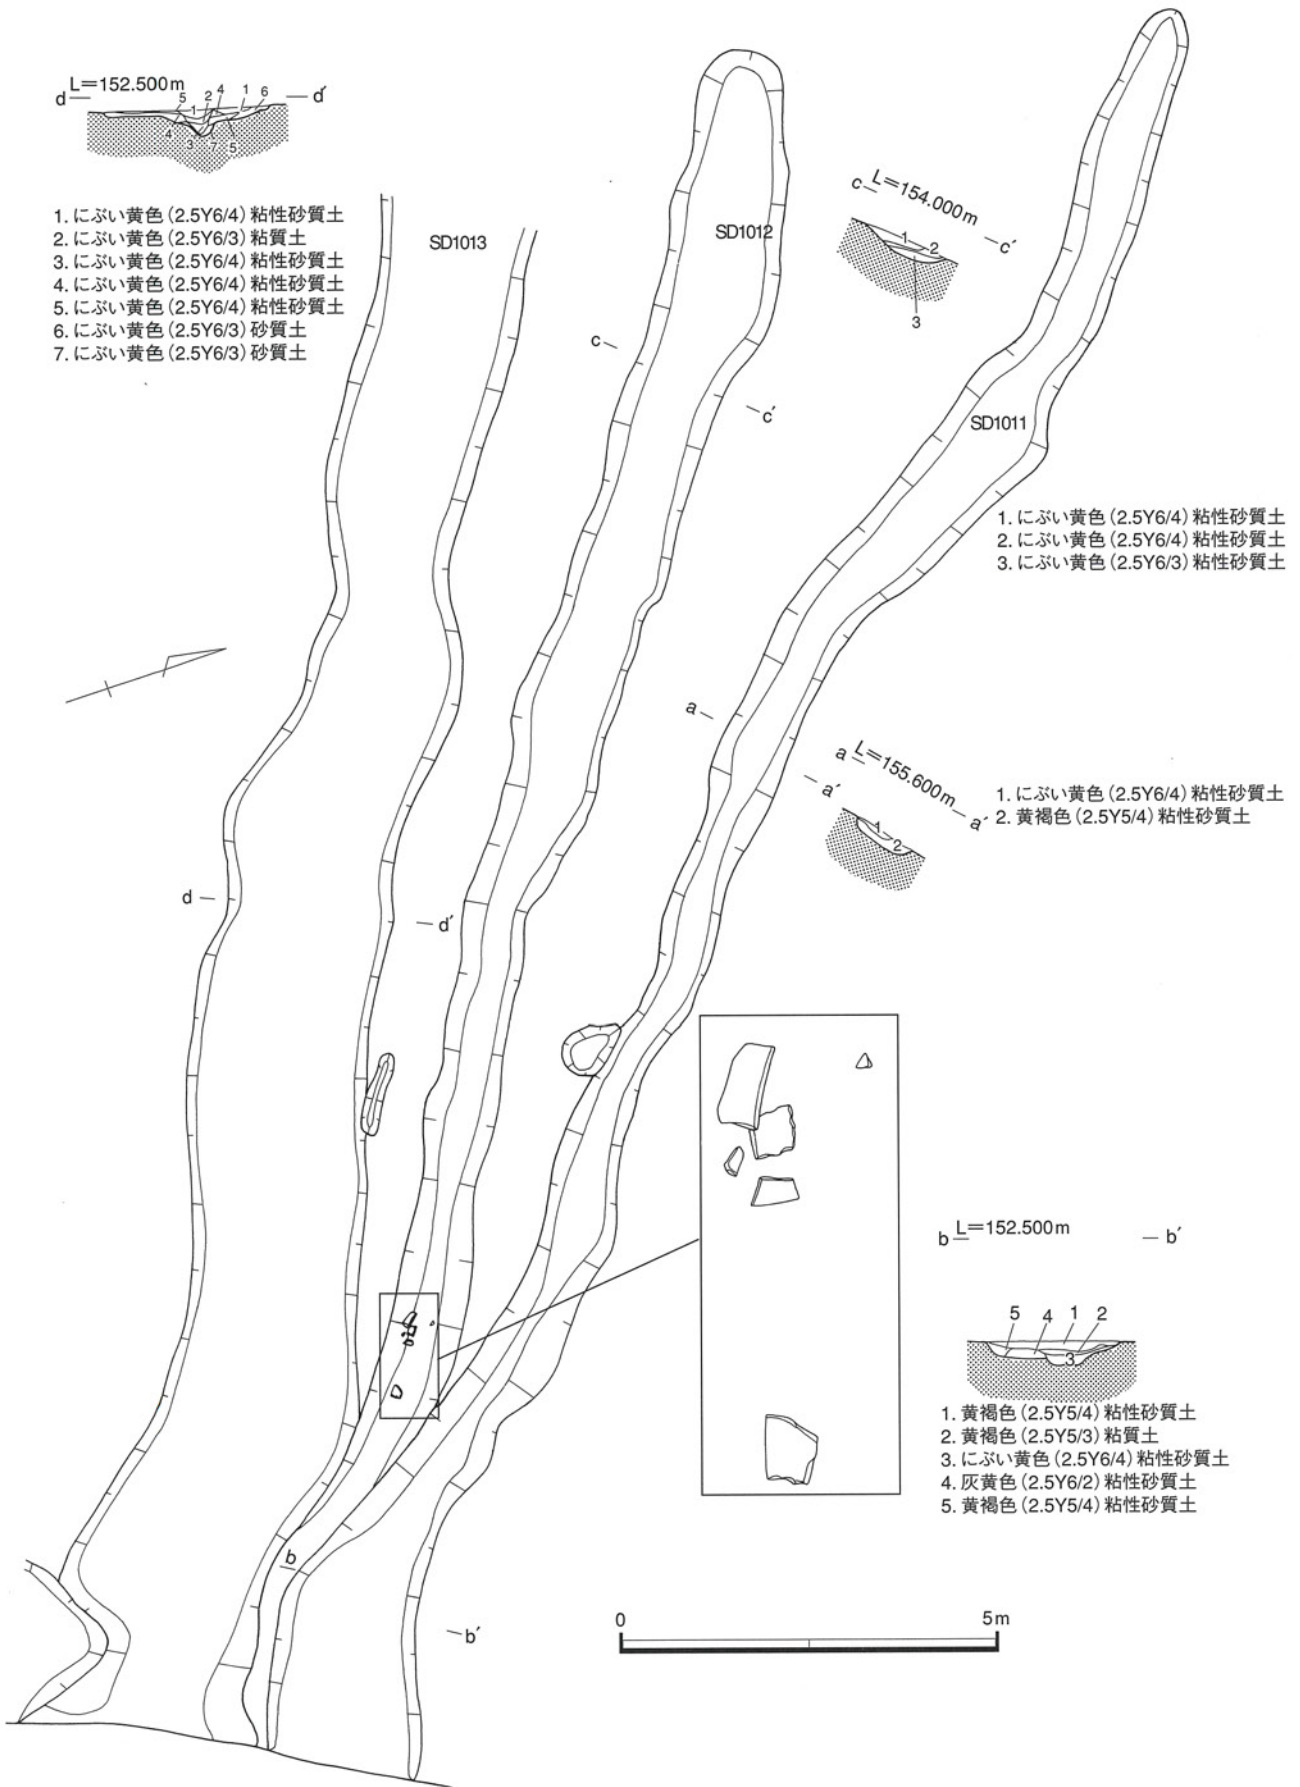 L=152.500m
d
d′
5 1 2 4 1 6
4 3 7 5
1. にぶい黄色(2.5Y6/4)粘性砂質土
2. にぶい黄色(2.5Y6/3)粘質土
3. にぶい黄色(2.5Y6/4)粘性砂質土
4. にぶい黄色(2.5Y6/4)粘性砂質土
5. にぶい黄色(2.5Y6/4)粘性砂質土
6. にぶい黄色(2.5Y6/3)砂質土
7. にぶい黄色(2.5Y6/3)砂質土
SD1013
SD1012
SD1011
c
c′
c
L=154.000m
c′
1 2
3
1. にぶい黄色(2.5Y6/4)粘性砂質土
2. にぶい黄色(2.5Y6/4)粘性砂質土
3. にぶい黄色(2.5Y6/3)粘性砂質土
a
a′
a
L=155.600m
a′
1 2
1. にぶい黄色(2.5Y6/4)粘性砂質土
2. 黄褐色(2.5Y5/4)粘性砂質土
d
d′
b
L=152.500m
b′
5 4 1 2
3
1. 黄褐色(2.5Y5/4)粘性砂質土
2. 黄褐色(2.5Y5/3)粘質土
3. にぶい黄色(2.5Y6/4)粘性砂質土
4. 灰黄色(2.5Y6/2)粘性砂質土
5. 黄褐色(2.5Y5/4)粘性砂質土
b
b′
0
5m